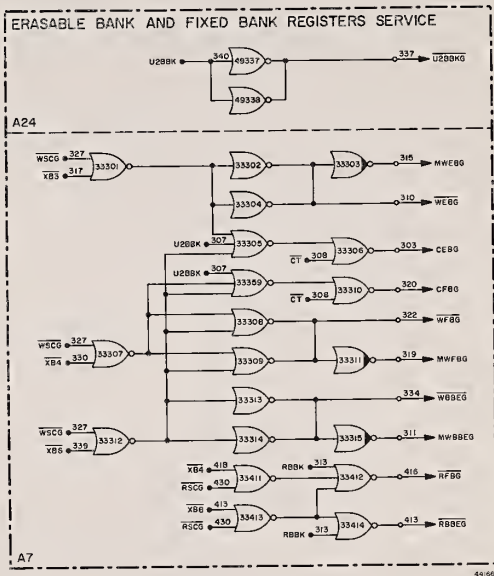 ERASABLE BANK AND FIXED BANK REGISTERS SERVICE
U2BBK 340 49337 337 U2BBKG
49338
A24
WSCG 327 33301 33302 33303 315 MWEBG
XB3 317
33304 310 WEBG
U2BBK 307 33305 33306 303 CEBG
CT 308
U2BBK 307 33359 33310 320 CFBG
CT 308
33308 322 WFBG
WSCG 327 33307
XB4 330 33309 33311 319 MWFBG
33313 334 WBBEG
WSCG 327 33312 33314 33315 311 MWBBEG
XB6 339
XB4 418 33411 RBBK 313 33412 416 RFBG
RSCG 430
XB6 413 33413 33414 413 RBBEG
RSCG 430 RBBK 313
A7